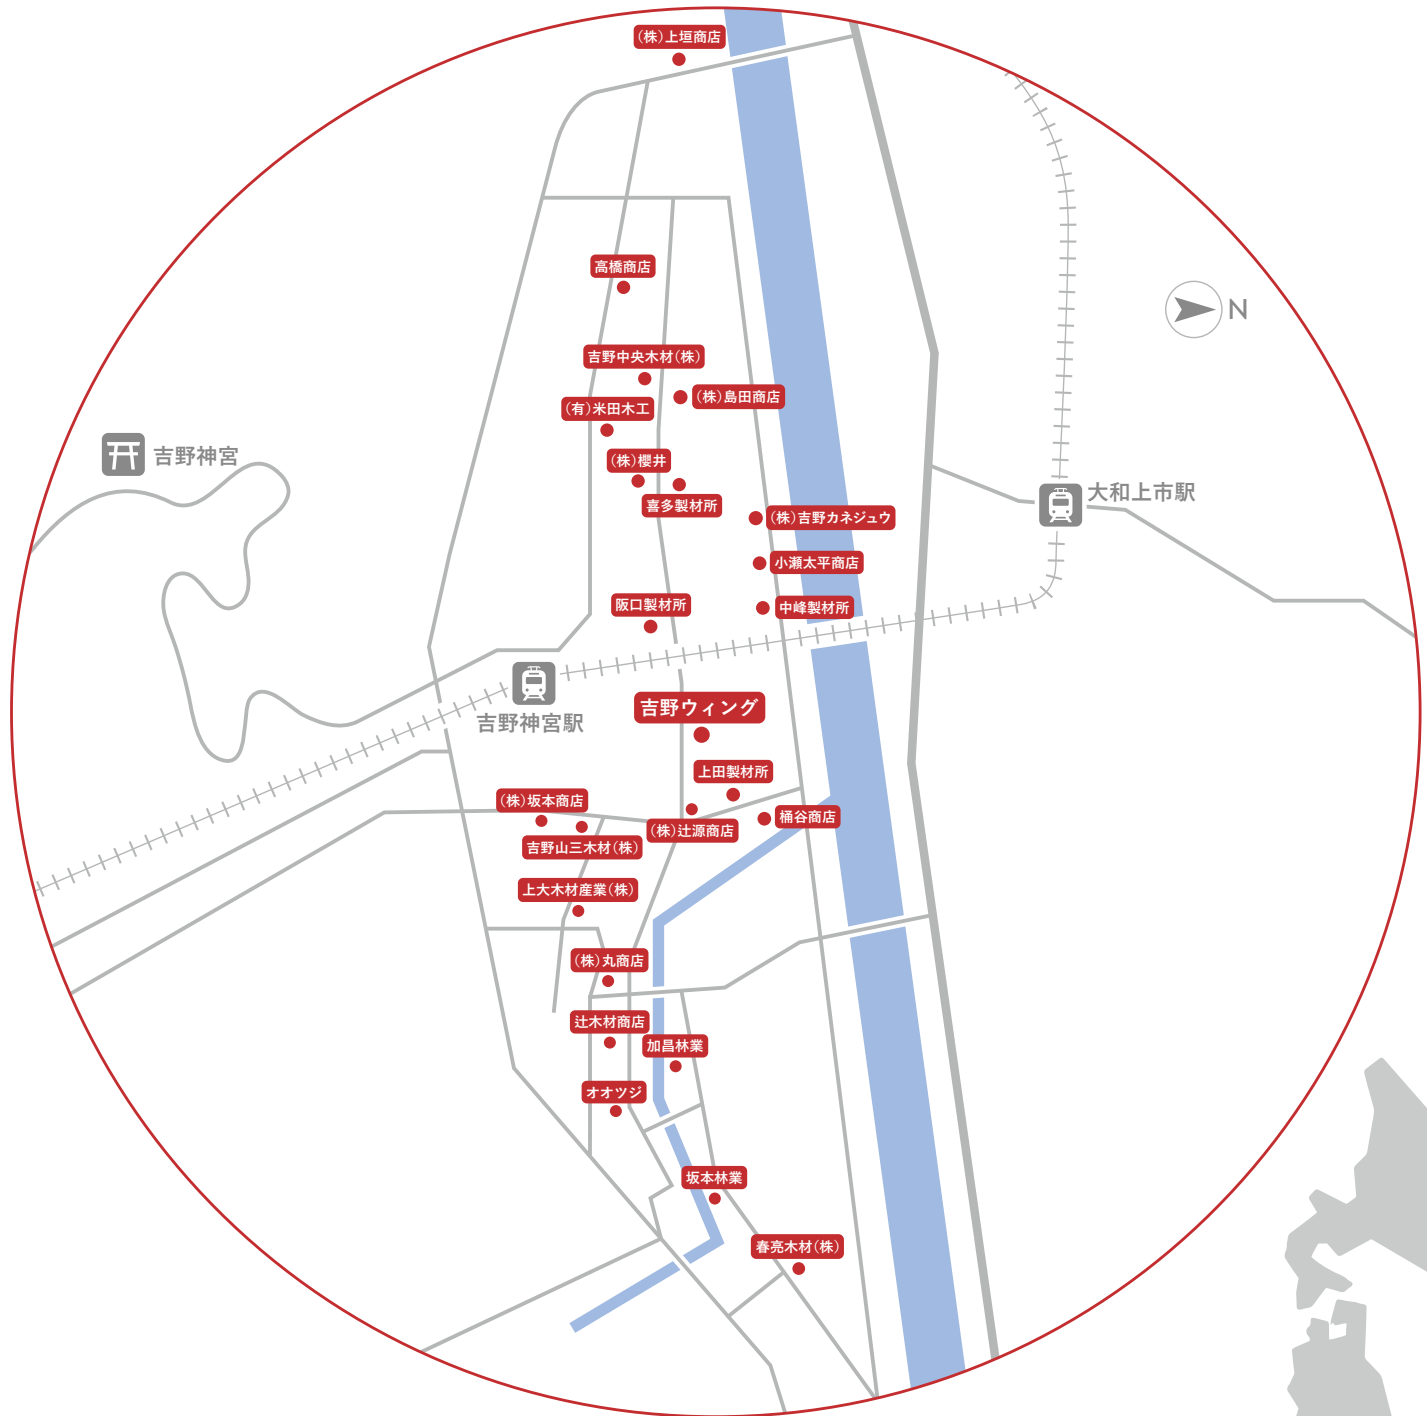 (株)上垣商店
高橋商店
N
吉野中央木材(株)
(株)島田商店
(有)米田木工
吉野神宮
(株)櫻井
大和上市駅
喜多製材所
(株)吉野カネジュウ
小瀬太平商店
阪口製材所
中峰製材所
吉野ウィング
吉野神宮駅
上田製材所
(株)坂本商店
桶谷商店
(株)辻源商店
吉野山三木材(株)
上大木材産業(株)
(株)丸商店
辻木材商店
加昌林業
オオツジ
坂本林業
春亮木材(株)